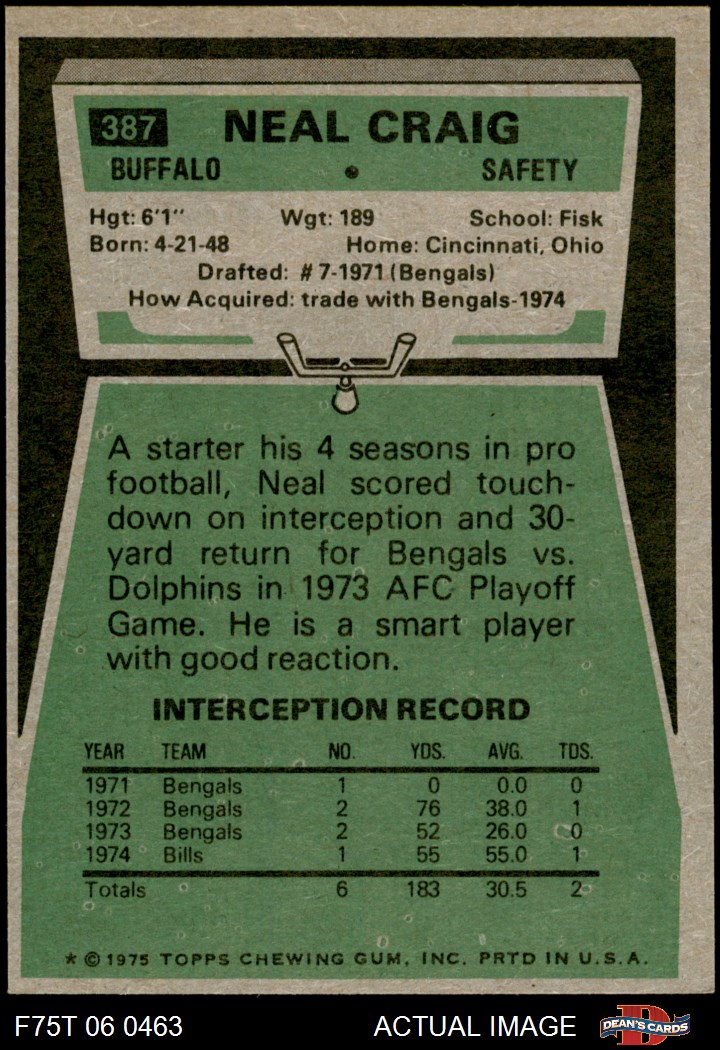 387 NEAL CRAIG
BUFFALO • SAFETY
Hgt: 6'1" Wgt: 189 School: Fisk
Born: 4-21-48 Home: Cincinnati, Ohio
Drafted: #7-1971 (Bengals)
How Acquired: trade with Bengals-1974
A starter his 4 seasons in pro
football, Neal scored touch-
down on interception and 30-
yard return for Bengals vs.
Dolphins in 1973 AFC Playoff
Game. He is a smart player
with good reaction.
INTERCEPTION RECORD
YEAR TEAM NO. YDS. AVG. TDS.
1971 Bengals 1 0 0.0 0
1972 Bengals 2 76 38.0 1
1973 Bengals 2 52 26.0 0
1974 Bills 1 55 55.0 1
Totals 6 183 30.5 2
* © 1975 TOPPS CHEWING GUM, INC. PRTD IN U.S.A.
F75T 06 0463 ACTUAL IMAGE D DEAN'S CARDS